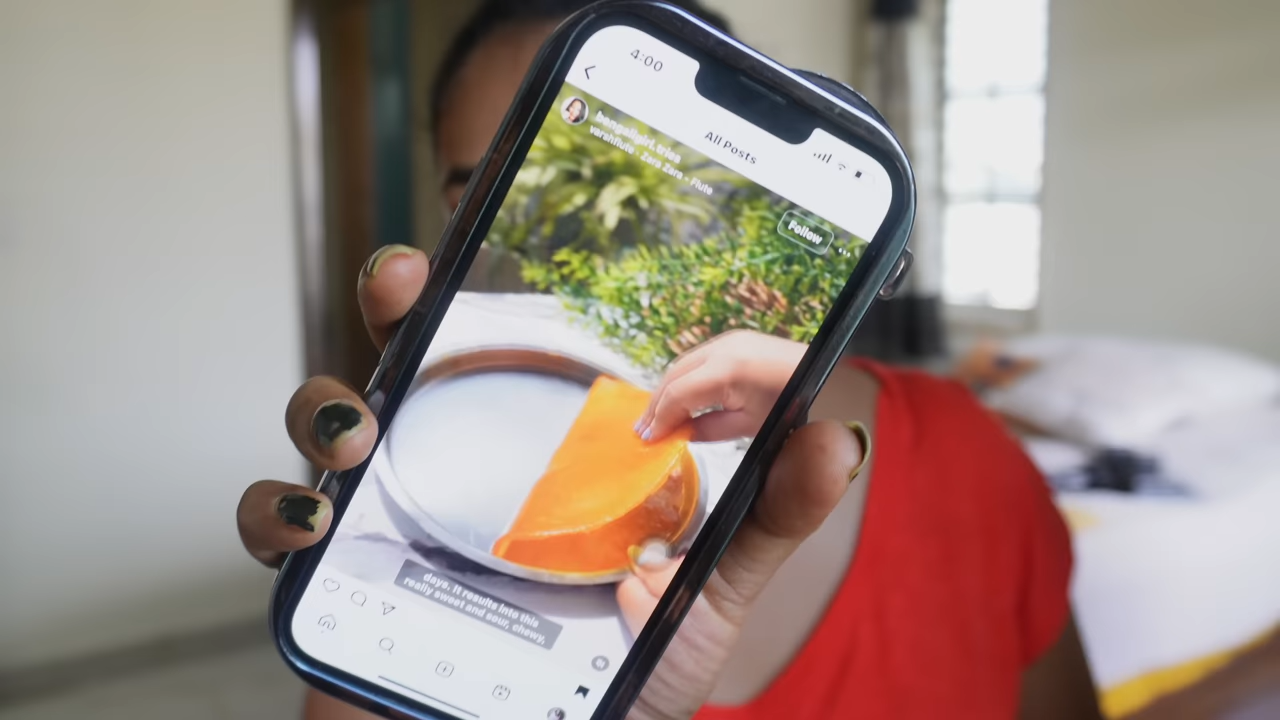 4:00
All Posts
bengaligirl.tries
varshflute • Zara Zara - Flute
Follow
days. It results into this
really sweet and sour, chewy,